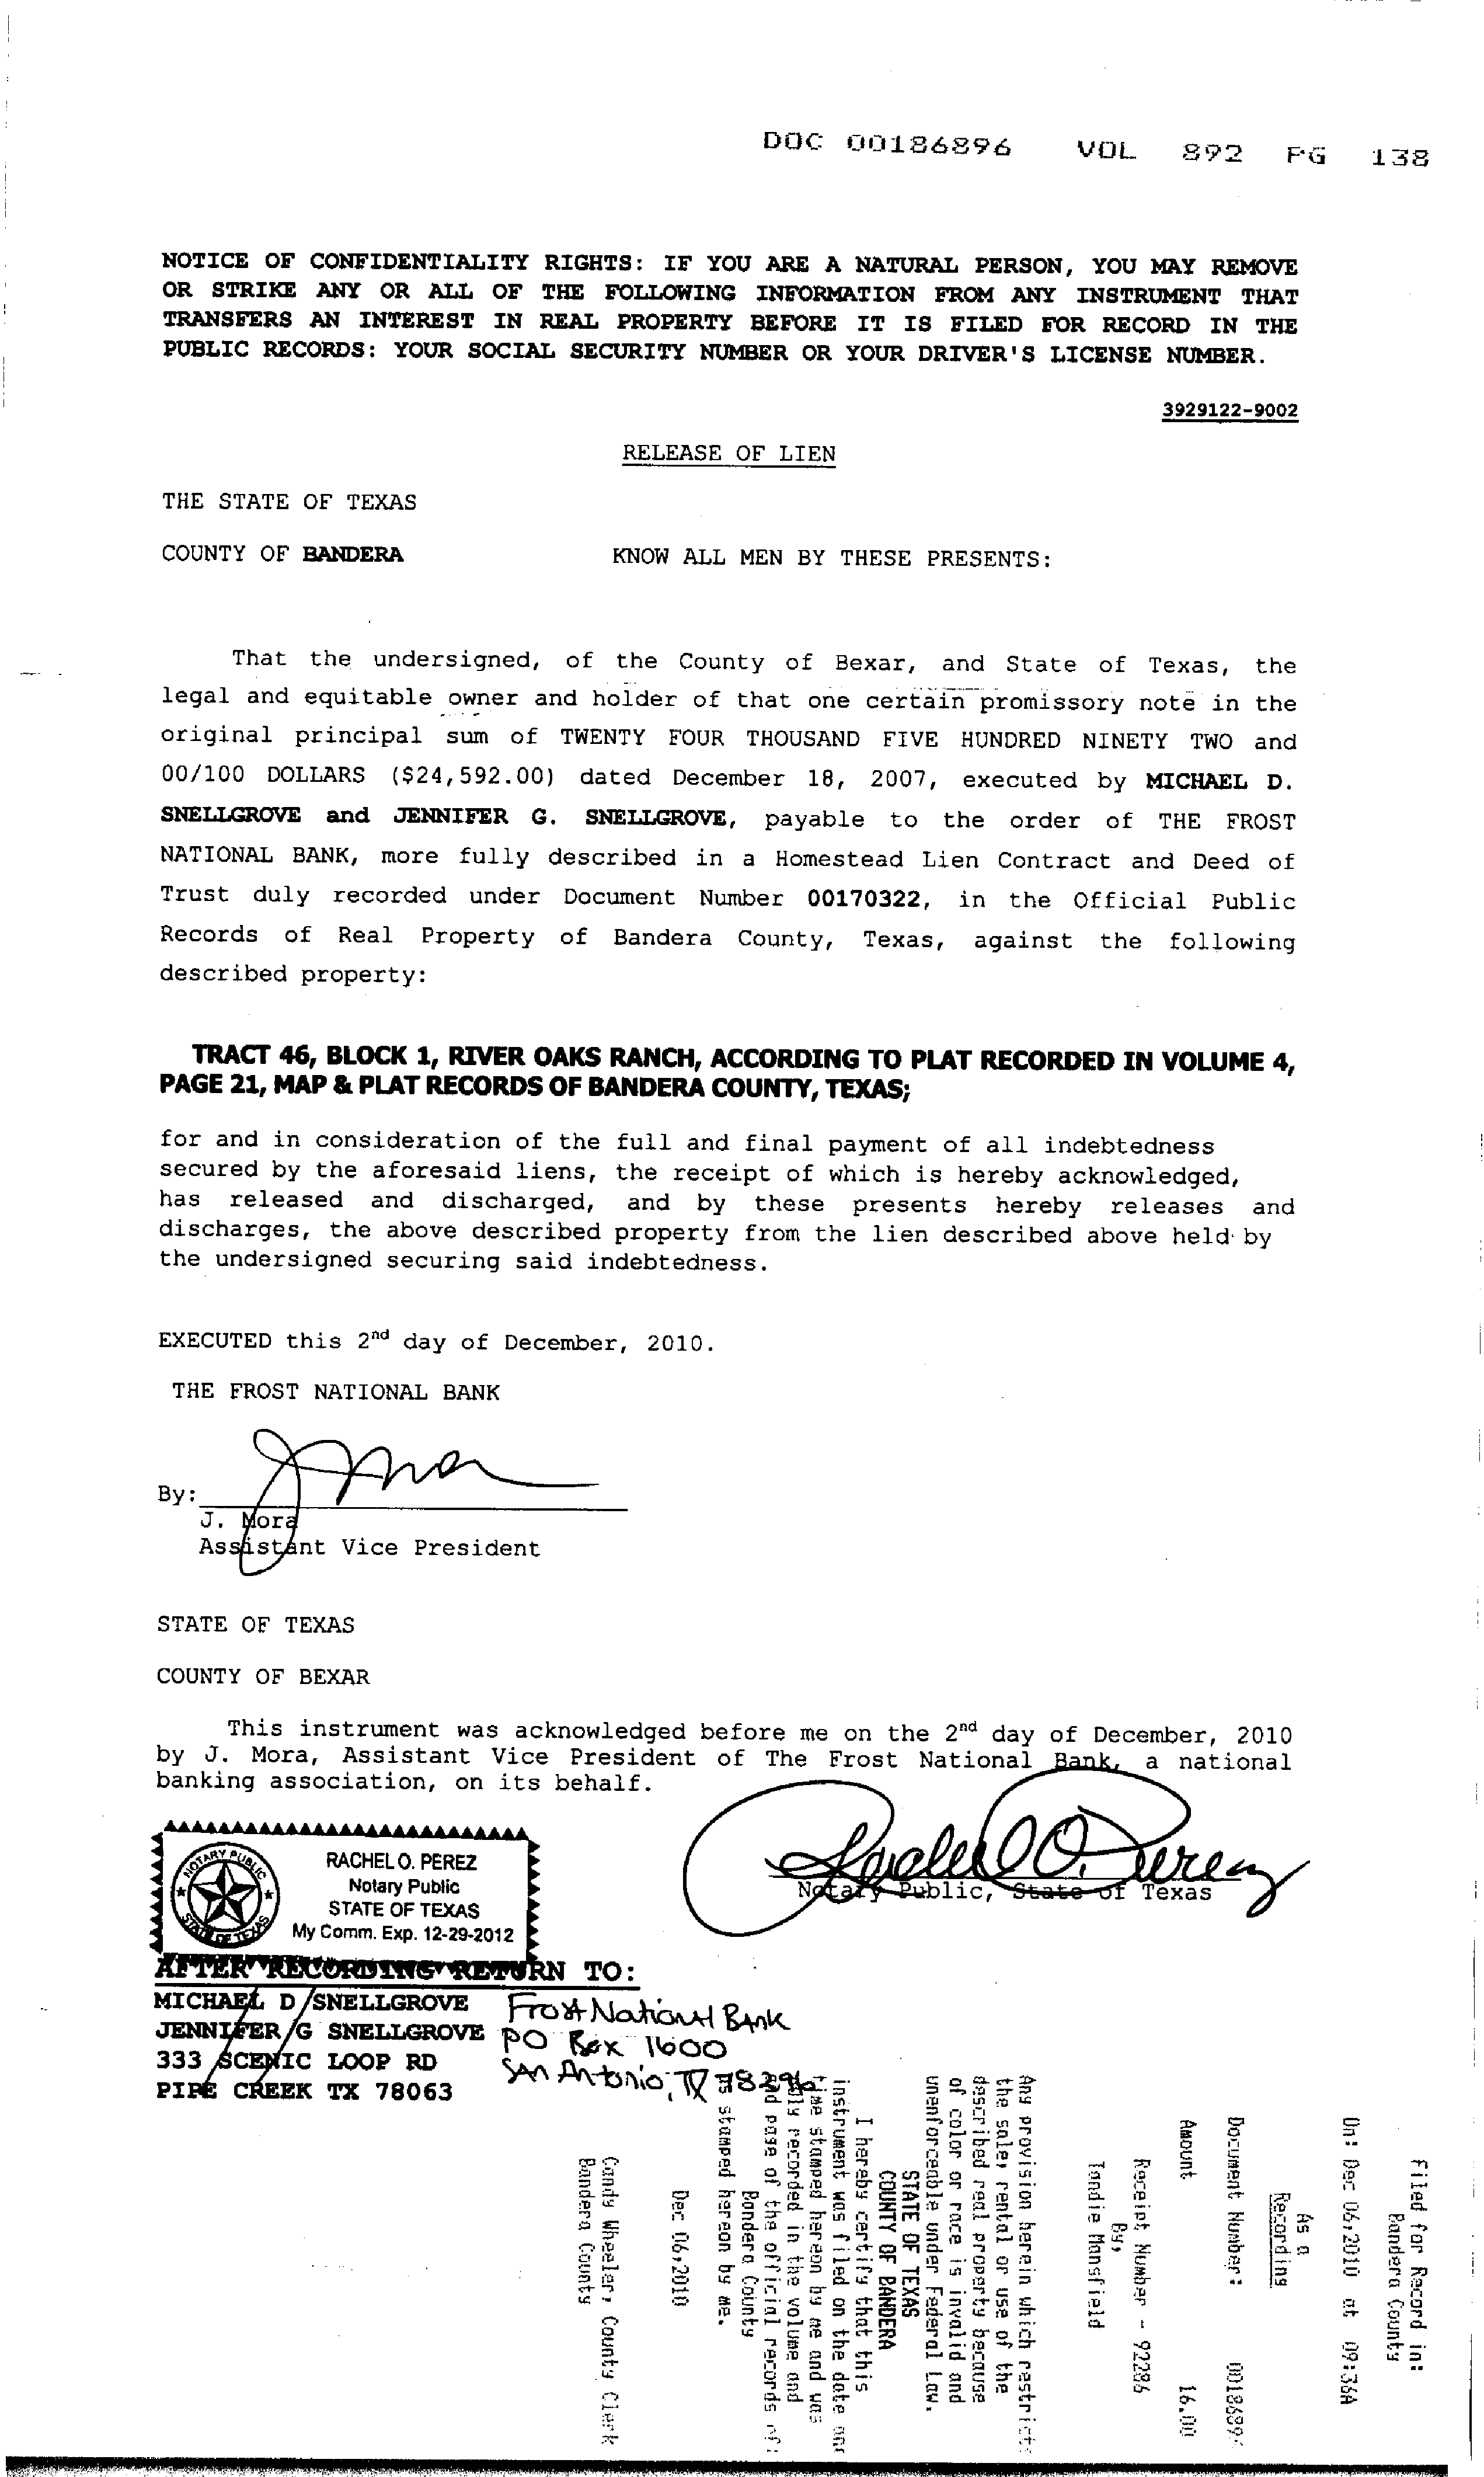 DOC 00186896 VOL 892 PG 138
NOTICE OF CONFIDENTIALITY RIGHTS: IF YOU ARE A NATURAL PERSON, YOU MAY REMOVE
OR STRIKE ANY OR ALL OF THE FOLLOWING INFORMATION FROM ANY INSTRUMENT THAT
TRANSFERS AN INTEREST IN REAL PROPERTY BEFORE IT IS FILED FOR RECORD IN THE
PUBLIC RECORDS: YOUR SOCIAL SECURITY NUMBER OR YOUR DRIVER'S LICENSE NUMBER.
3929122-9002
RELEASE OF LIEN
THE STATE OF TEXAS
COUNTY OF BANDERA KNOW ALL MEN BY THESE PRESENTS:
That the undersigned, of the County of Bexar, and State of Texas, the
legal and equitable owner and holder of that one certain promissory note in the
original principal sum of TWENTY FOUR THOUSAND FIVE HUNDRED NINETY TWO and
00/100 DOLLARS ($24,592.00) dated December 18, 2007, executed by MICHAEL D.
SNELLGROVE and JENNIFER G. SNELLGROVE, payable to the order of THE FROST
NATIONAL BANK, more fully described in a Homestead Lien Contract and Deed of
Trust duly recorded under Document Number 00170322, in the Official Public
Records of Real Property of Bandera County, Texas, against the following
described property:
TRACT 46, BLOCK 1, RIVER OAKS RANCH, ACCORDING TO PLAT RECORDED IN VOLUME 4,
PAGE 21, MAP & PLAT RECORDS OF BANDERA COUNTY, TEXAS;
for and in consideration of the full and final payment of all indebtedness
secured by the aforesaid liens, the receipt of which is hereby acknowledged,
has released and discharged, and by these presents hereby releases and
discharges, the above described property from the lien described above held by
the undersigned securing said indebtedness.
EXECUTED this 2nd day of December, 2010.
THE FROST NATIONAL BANK
By:
J. Mora
Assistant Vice President
STATE OF TEXAS
COUNTY OF BEXAR
This instrument was acknowledged before me on the 2nd day of December, 2010
by J. Mora, Assistant Vice President of The Frost National Bank, a national
banking association, on its behalf.
Rachel O. Perez
Notary Public, State of Texas
NOTARY PUBLIC
STATE OF TEXAS
RACHEL O. PEREZ
Notary Public
STATE OF TEXAS
My Comm. Exp. 12-29-2012
AFTER RECORDING RETURN TO:
MICHAEL D SNELLGROVE
JENNIFER G SNELLGROVE
333 SCENIC LOOP RD
PIPE CREEK TX 78063
Frost National Bank
PO Box 1600
San Antonio, TX 78296
Filed for Record in:
Bandera County
On: Dec 06,2010 at 09:36A
As a
Recording
Document Number: 0018689
Amount 16.00
Receipt Number - 92286
By,
Tandie Mansfield
Any provision herein which restricts
the sale, rental or use of the
described real property because
of color or race is invalid and
unenforceable under Federal Law.
STATE OF TEXAS
COUNTY OF BANDERA
I hereby certify that this
instrument was filed on the date and
time stamped hereon by me and was
duly recorded in the volume and
and page of the official records of:
Bandera County
as stamped hereon by me.
Dec 06,2010
Candy Wheeler, County Clerk
Bandera County